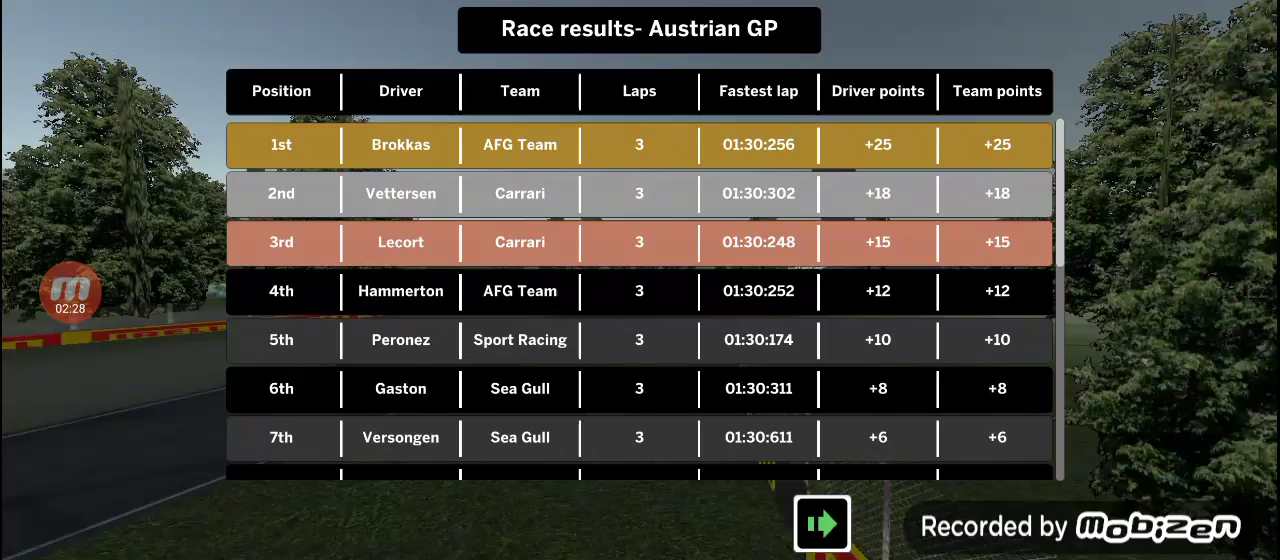 Race results- Austrian GP
Position Driver Team Laps Fastest lap Driver points Team points
1st Brokkas AFG Team 3 01:30:256 +25 +25
2nd Vettersen Carrari 3 01:30:302 +18 +18
3rd Lecort Carrari 3 01:30:248 +15 +15
4th Hammerton AFG Team 3 01:30:252 +12 +12
5th Peronez Sport Racing 3 01:30:174 +10 +10
6th Gaston Sea Gull 3 01:30:311 +8 +8
7th Versongen Sea Gull 3 01:30:611 +6 +6
02:28
Recorded by mobizen